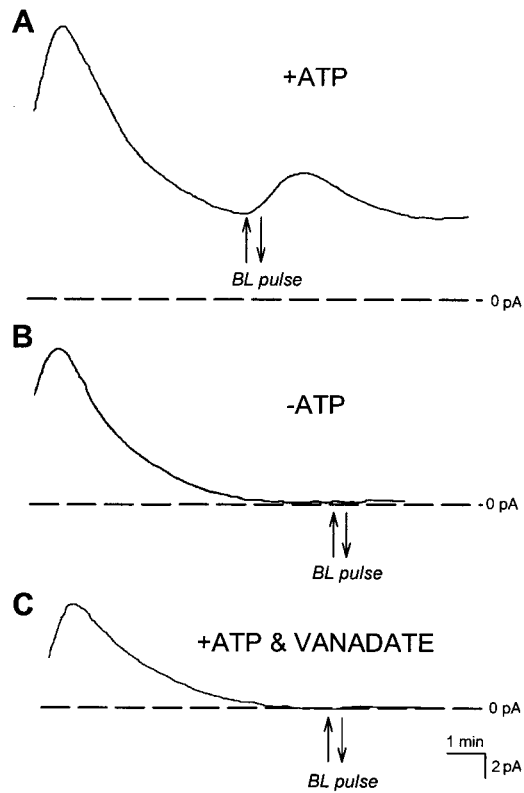 A
+ATP
BL pulse
0 pA
B
-ATP
0 pA
BL pulse
C
+ATP & VANADATE
0 pA
1 min
2 pA
BL pulse